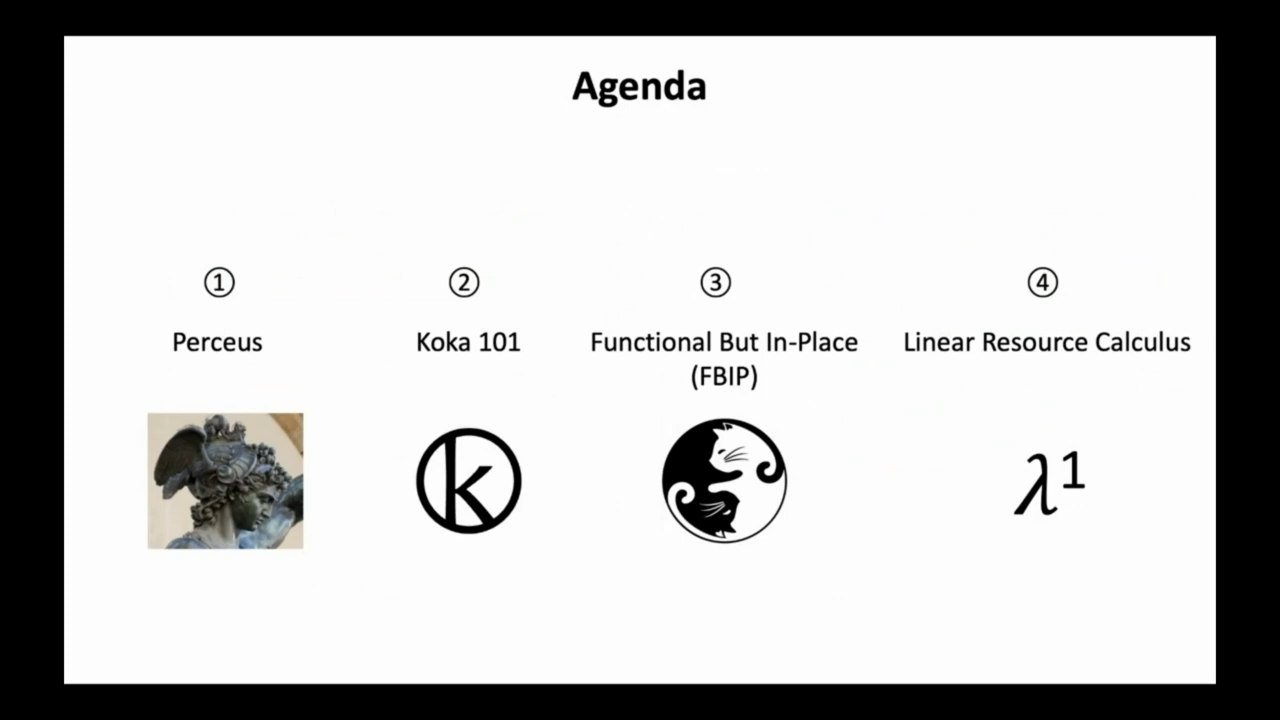 Agenda
① ② ③ ④
Perceus Koka 101 Functional But In-Place Linear Resource Calculus
(FBIP)
k λ¹